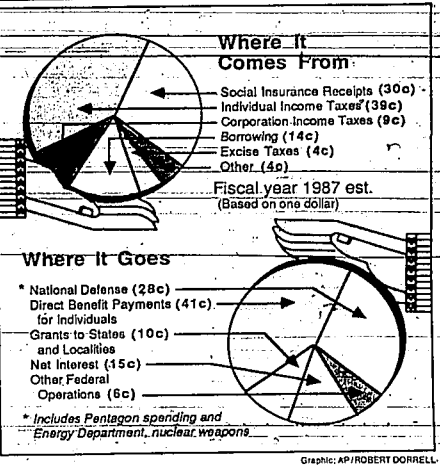 Where It
Comes From
Social Insurance Receipts (30c)
Individual Income Taxes (39c)
Corporation Income Taxes (9c)
Borrowing (14c)
Excise Taxes (4c)
Other (4c)
Fiscal year 1987 est.
(Based on one dollar)
Where It Goes
* National Defense (28c)
Direct Benefit Payments (41c)
for Individuals
Grants to States (10c)
and Localities
Net Interest (15c)
Other Federal
Operations (6c)
* Includes Pentagon spending and
Energy Department, nuclear weapons
Graphic: AP/ROBERT DORRELL